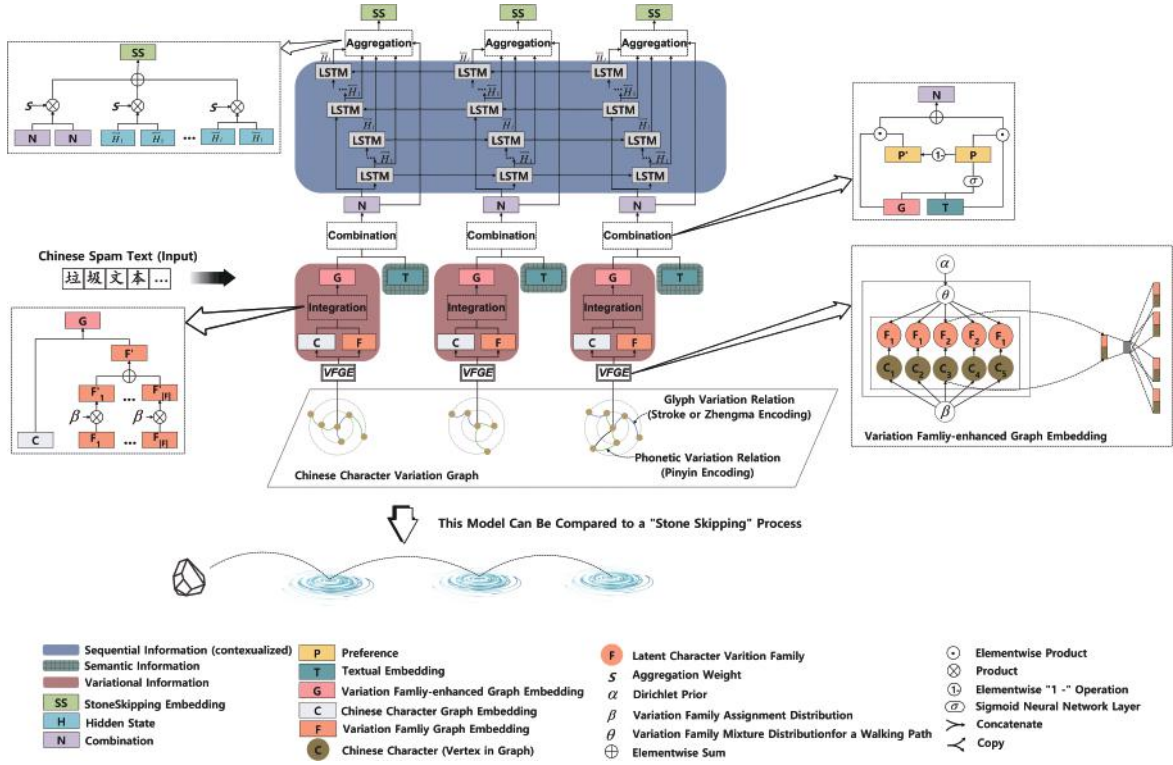 SS
SS
SS
Aggregation
Aggregation
Aggregation
SS
S
S
S
N N H̅₁ H̅₁ ... 
LSTM
LSTM
LSTM
LSTM
LSTM
LSTM
LSTM
LSTM
LSTM
LSTM
LSTM
LSTM
N
N
N
Combination
Combination
Combination
N
P'
1-
P
σ
G
T
Chinese Spam Text (Input)
垃 圾 文 本 ...
G
T
G
T
G
T
Integration
Integration
Integration
C F
C F
C F
VFGE
VFGE
VFGE
G
F'
F'₁ ... F'|F|
β
β
C
F₁ ... F|F|
α
θ
F₁ F₁ F₂ F₂ F₁
C₁ C₂ C₃ C₄ C₅
β
Variation Famliy-enhanced Graph Embedding
Glyph Variation Relation
(Stroke or Zhengma Encoding)
Phonetic Variation Relation
(Pinyin Encoding)
Chinese Character Variation Graph
This Model Can Be Compared to a "Stone Skipping" Process
Sequential Information (contexualized)
Semantic Information
Variational Information
SS StoneSkipping Embedding
H Hidden State
N Combination
P Preference
T Textual Embedding
G Variation Famliy-enhanced Graph Embedding
C Chinese Character Graph Embedding
F Variation Famliy Graph Embedding
C Chinese Character (Vertex in Graph)
F Latent Character Varition Family
S Aggregation Weight
α Dirichlet Prior
β Variation Family Assignment Distribution
θ Variation Family Mixture Distributionfor a Walking Path
Elementwise Sum
Elementwise Product
Product
1- Elementwise "1 -" Operation
σ Sigmoid Neural Network Layer
Concatenate
Copy